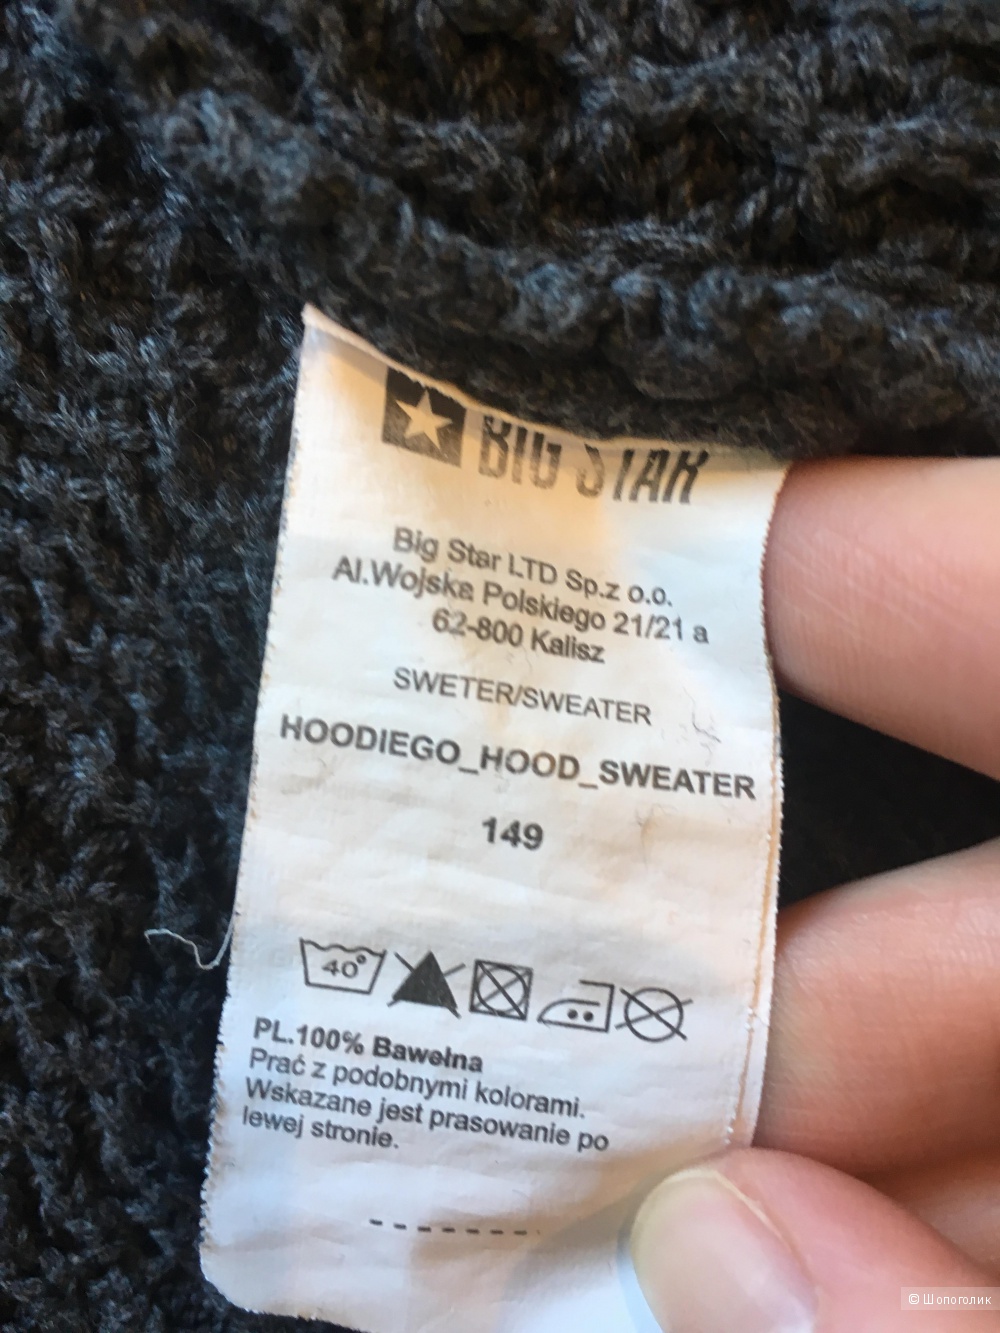 BIG STAR
Big Star LTD Sp.z o.o.
Al.Wojska Polskiego 21/21 a
62-800 Kalisz
SWETER/SWEATER
HOODIEGO_HOOD_SWEATER
149
40°
PL.100% Bawełna
Prać z podobnymi kolorami.
Wskazane jest prasowanie po
lewej stronie.
© Шопоголик